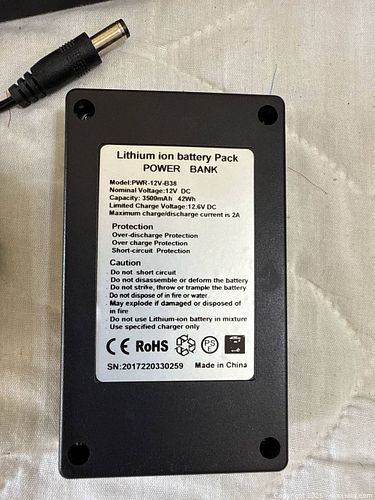 Lithium ion battery Pack
POWER BANK
Model:PWR-12V-B38
Nominal Voltage:12V DC
Capacity: 3500mAh 42Wh
Limited Charge Voltage:12.6V DC
Maximum charge/discharge current is 2A
Protection
Over-discharge Protection
Over charge Protection
Short-circuit Protection
Caution
Do not short circuit
Do not disassemble or deform the battery
Do not strike, throw or trample the battery
Do not dispose of in fire or water
May explode if damaged or disposed of
in fire
Do not use Lithium-ion battery in mixture
Use specified charger only
CE RoHS PS
SN:2017220330259 Made in China